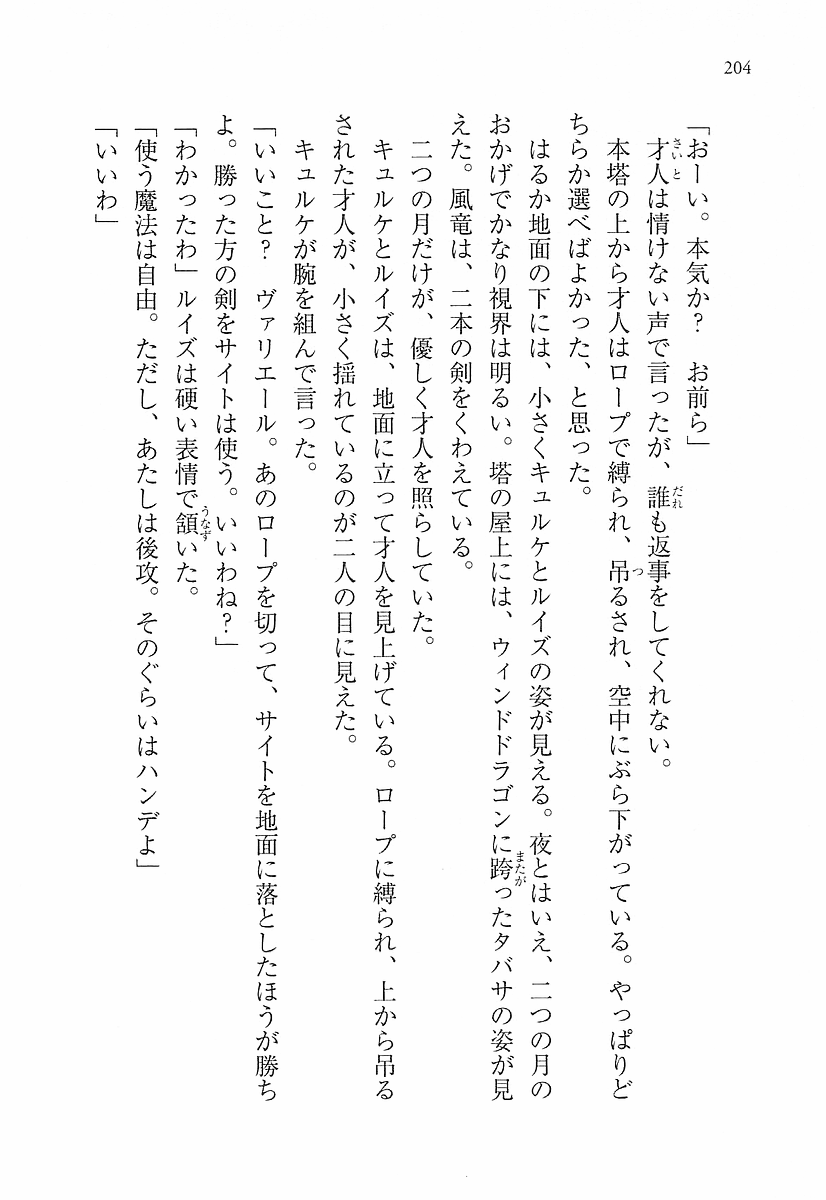 204
「おーい。本気か？　お前ら」
才人は情けない声で言ったが、誰も返事をしてくれない。
本塔の上から才人はロープで縛られ、吊るされ、空中にぶら下がっている。やっぱりど
ちらか選べばよかった、と思った。
はるか地面の下には、小さくキュルケとルイズの姿が見える。夜とはいえ、二つの月の
おかげでかなり視界は明るい。塔の屋上には、ウィンドドラゴンに跨ったタバサの姿が見
えた。風竜は、二本の剣をくわえている。
二つの月だけが、優しく才人を照らしていた。
キュルケとルイズは、地面に立って才人を見上げている。ロープに縛られ、上から吊る
された才人が、小さく揺れているのが二人の目に見えた。
キュルケが腕を組んで言った。
「いいこと？　ヴァリエール。あのロープを切って、サイトを地面に落としたほうが勝ち
よ。勝った方の剣をサイトは使う。いいわね？」
「わかったわ」ルイズは硬い表情で頷いた。
「使う魔法は自由。ただし、あたしは後攻。そのぐらいはハンデよ」
「いいわ」